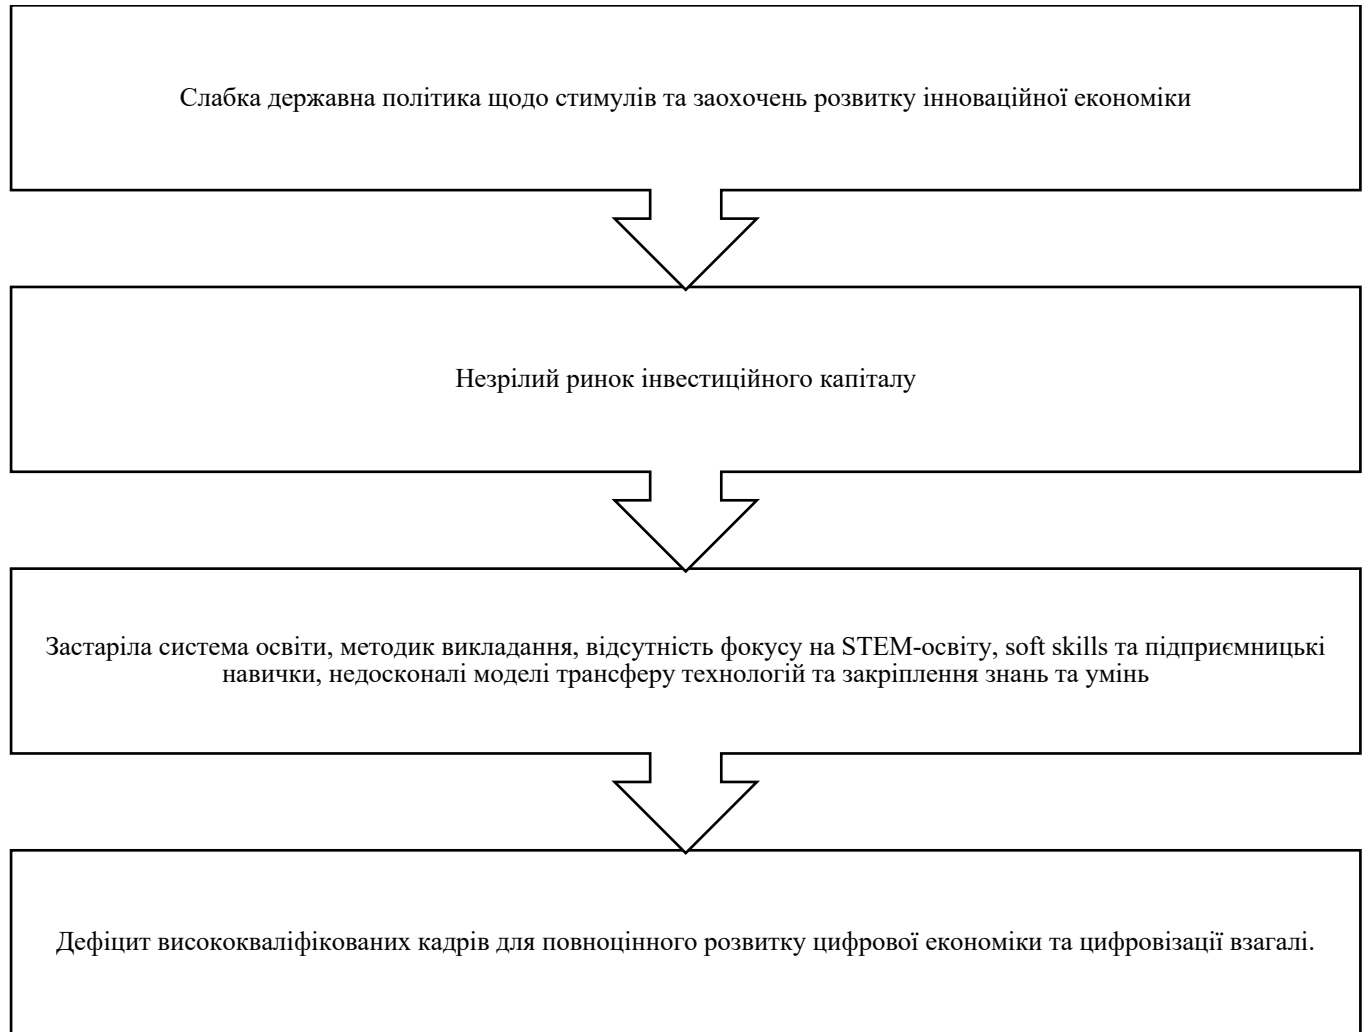 Слабка державна політика щодо стимулів та заохочень розвитку інноваційної економіки
Незрілий ринок інвестиційного капіталу
Застаріла система освіти, методик викладання, відсутність фокусу на STEM-освіту, soft skills та підприємницькі
навички, недосконалі моделі трансферу технологій та закріплення знань та умінь
Дефіцит висококваліфікованих кадрів для повноцінного розвитку цифрової економіки та цифровізації взагалі.